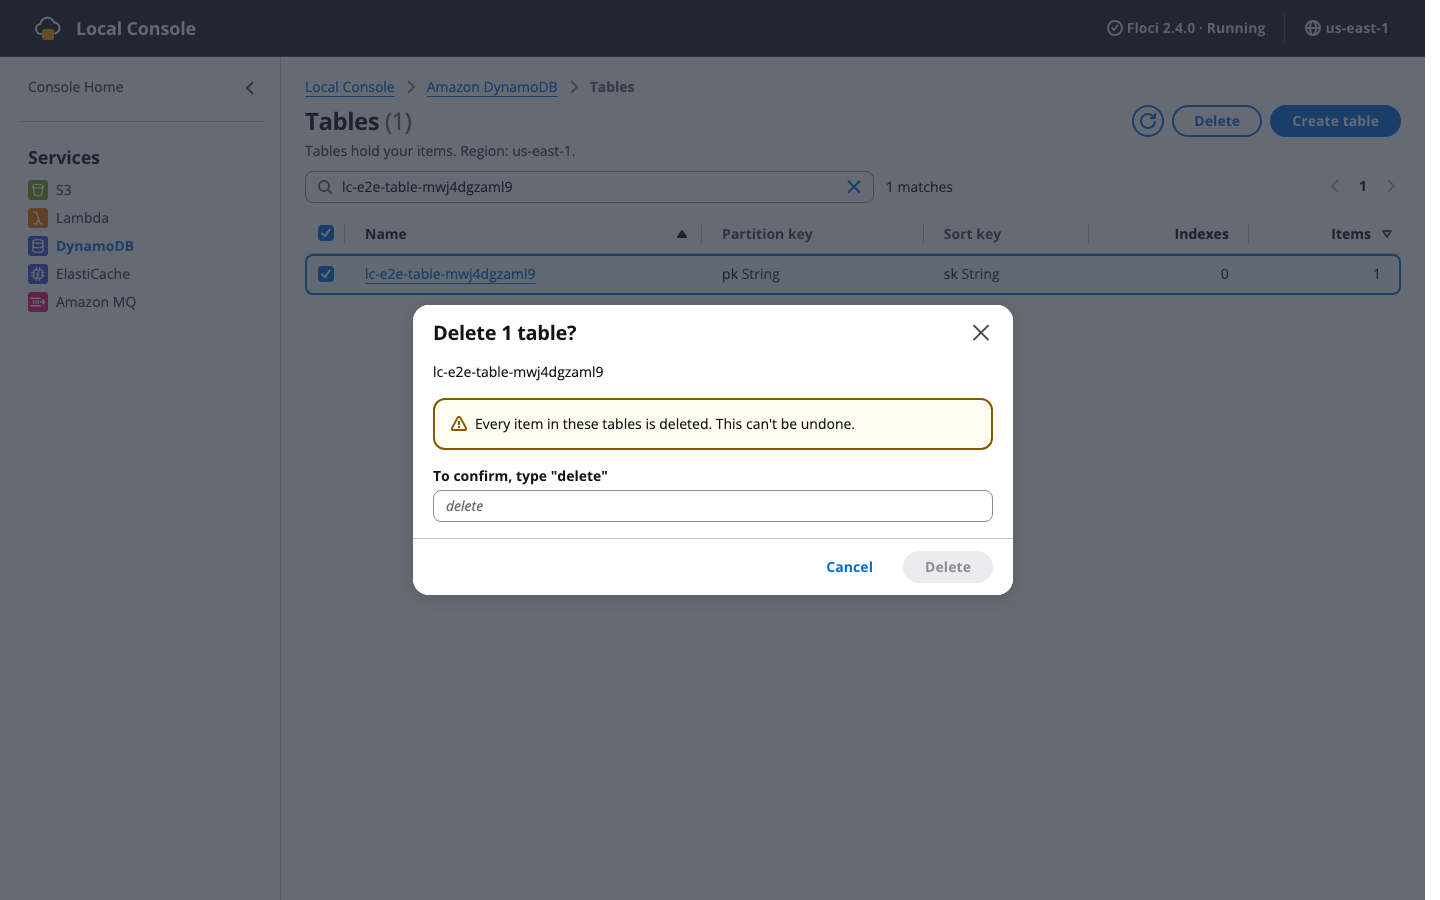 Local Console
Floci 2.4.0 · Running
us-east-1
Console Home
Services
S3
Lambda
DynamoDB
ElastiCache
Amazon MQ
Local Console > Amazon DynamoDB > Tables
Tables (1)
Delete
Create table
Tables hold your items. Region: us-east-1.
lc-e2e-table-mwj4dgzaml9
1 matches
1
Name Partition key Sort key Indexes Items
lc-e2e-table-mwj4dgzaml9 pk String sk String 0 1
Delete 1 table?
lc-e2e-table-mwj4dgzaml9
Every item in these tables is deleted. This can't be undone.
To confirm, type "delete"
delete
Cancel Delete